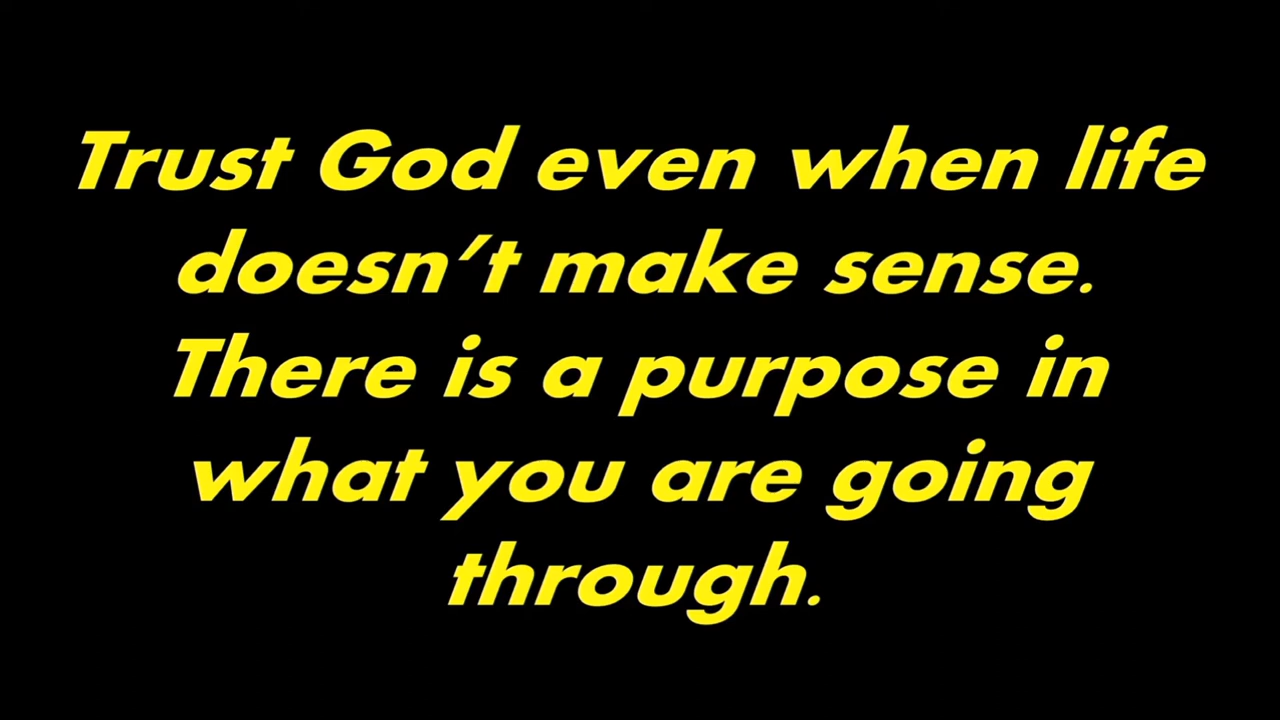 Trust God even when life
doesn’t make sense.
There is a purpose in
what you are going
through.